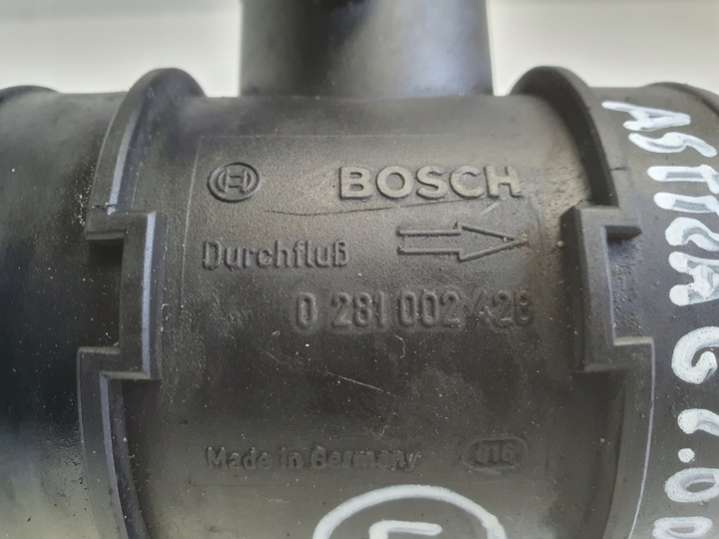 BOSCH
Durchfluß
0 281 002 428
Made in Germany
ASTRA G